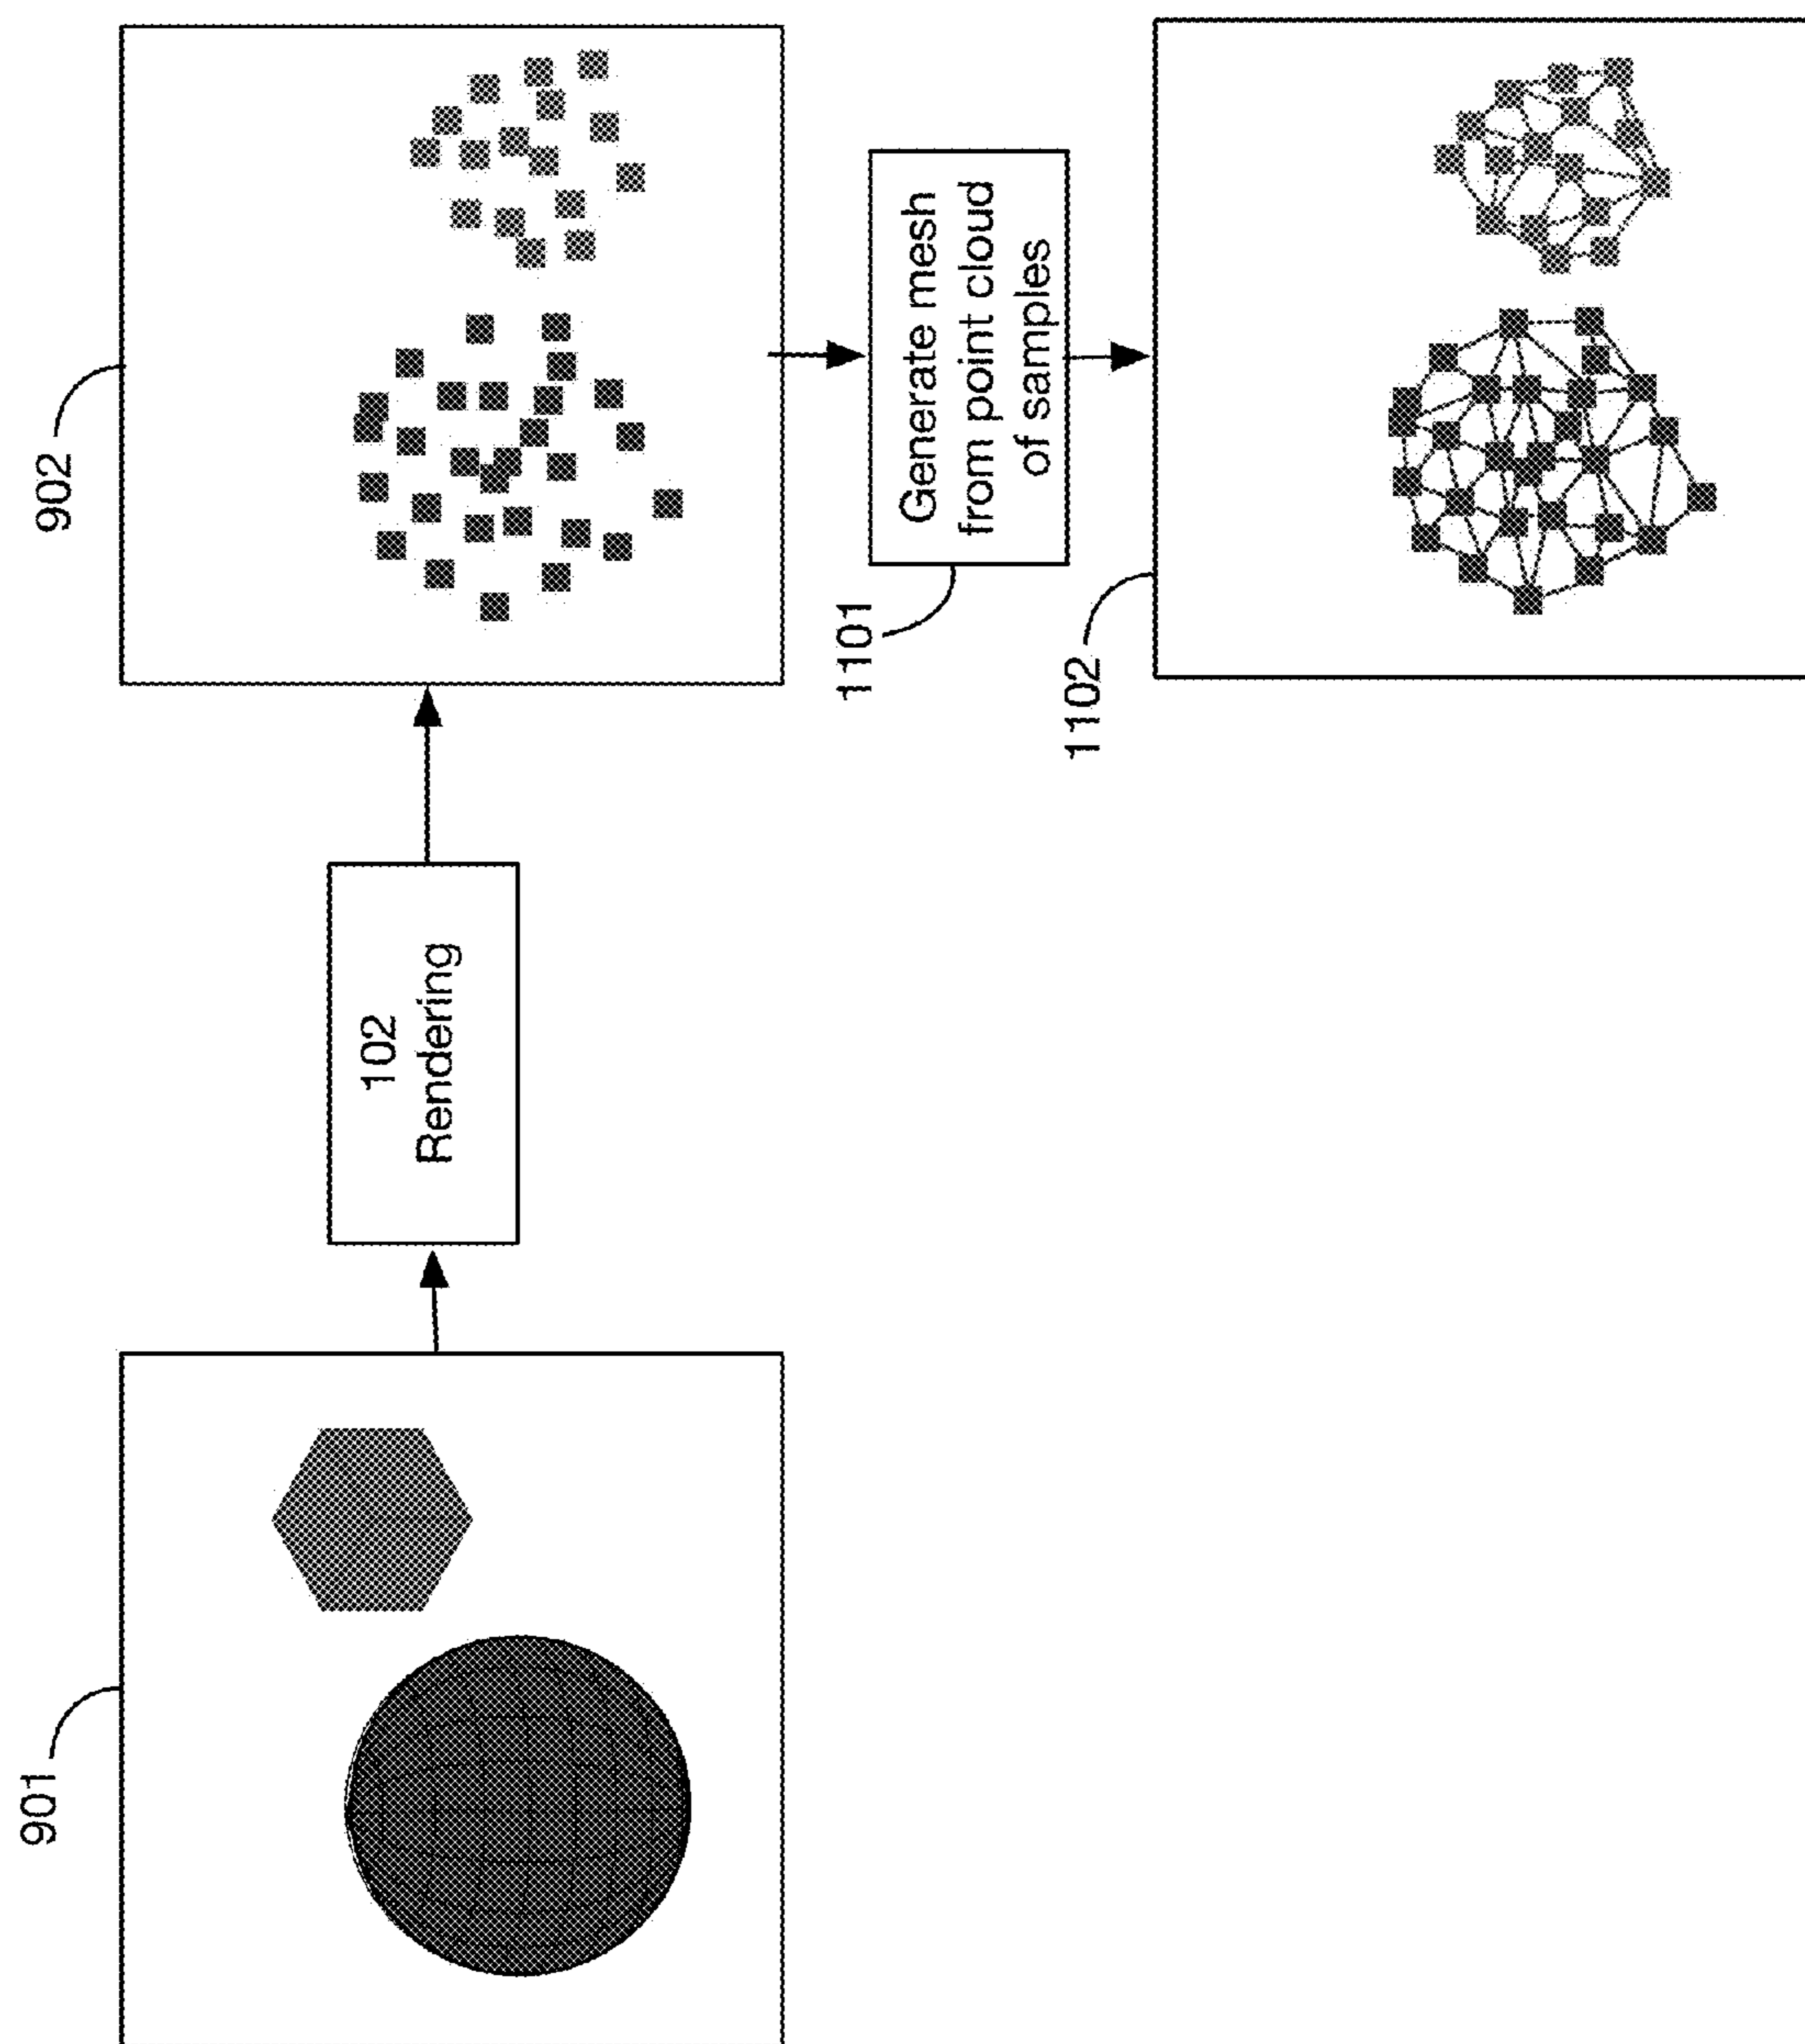 901
102
Rendering
902
1101
Generate mesh
from point cloud
of samples
1102